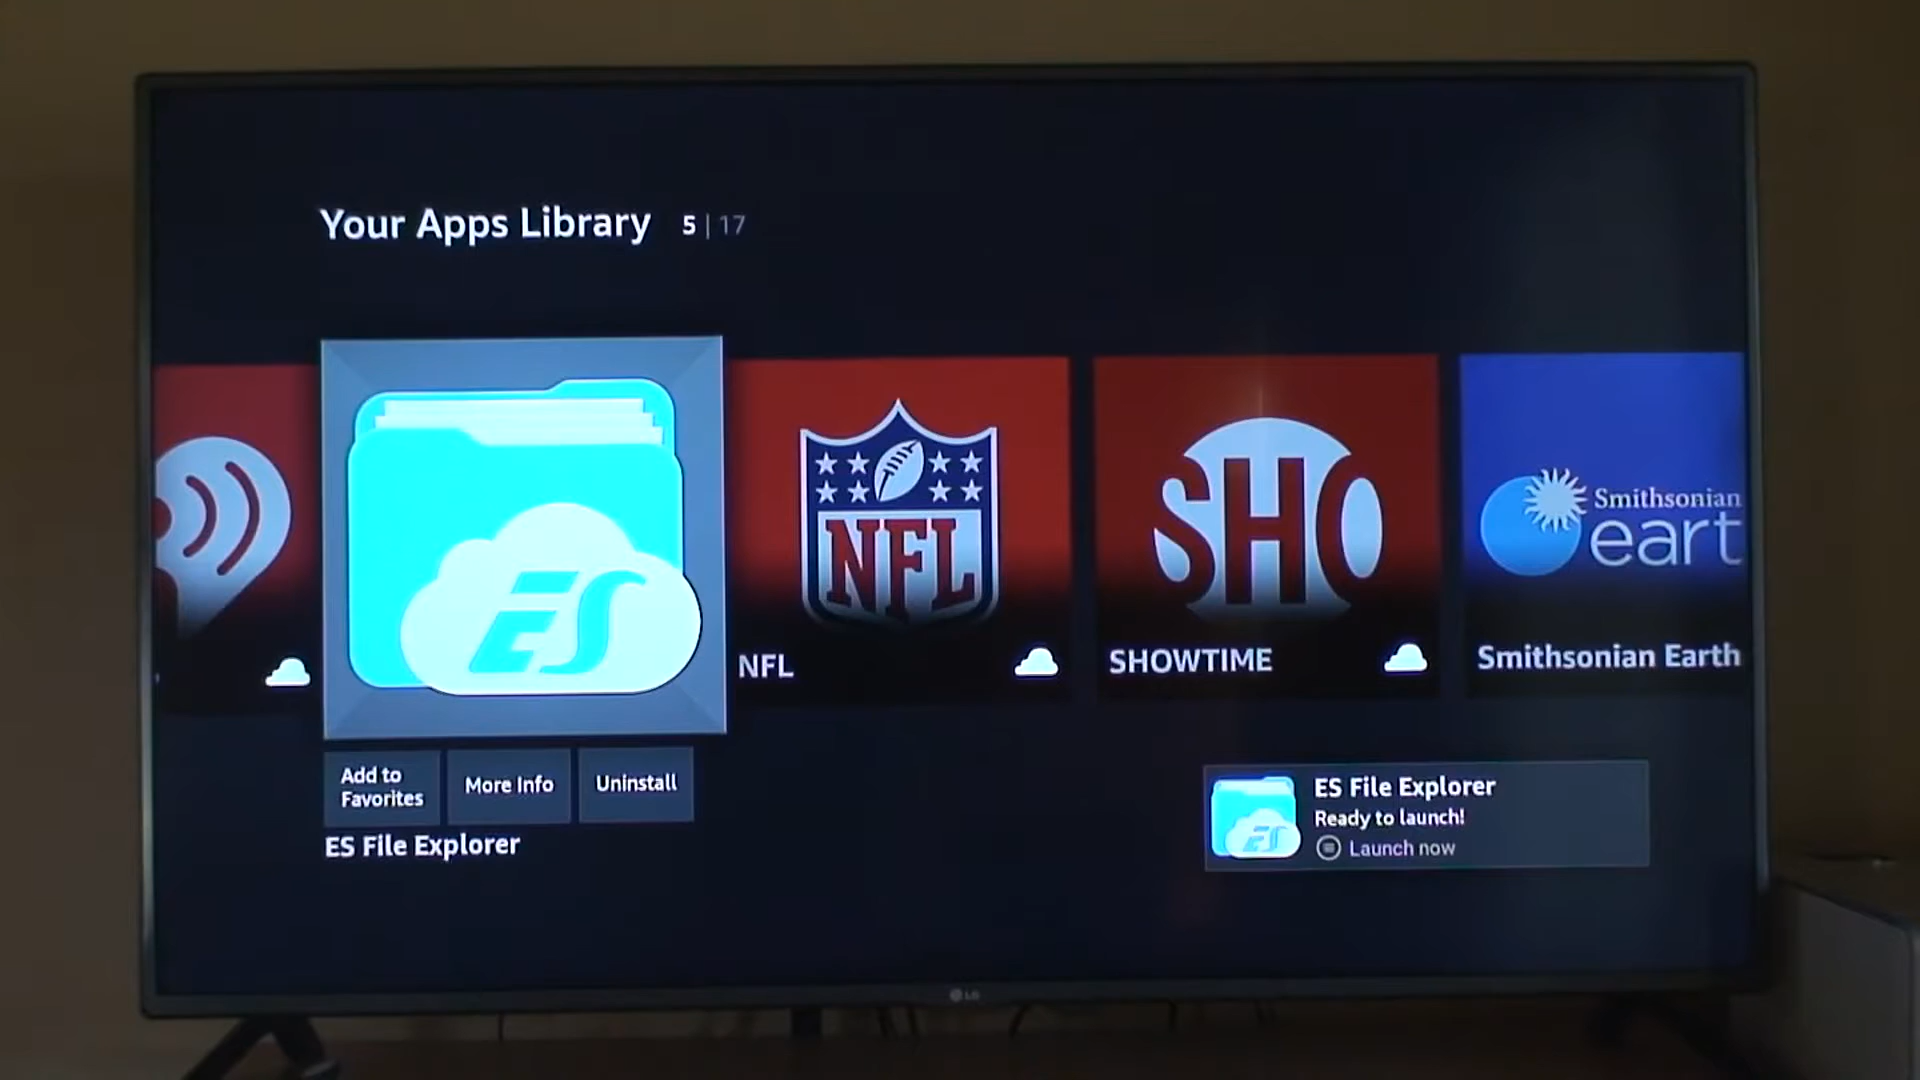 Your Apps Library 5 | 17
ES
NFL
SHO
Smithsonian
eart
NFL
SHOWTIME
Smithsonian Earth
Add to
Favorites
More Info
Uninstall
ES File Explorer
ES
ES File Explorer
Ready to launch!
Launch now
LG